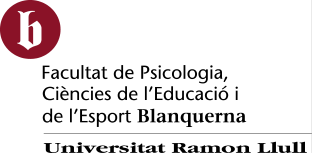 b
Facultat de Psicologia,
Ciències de l'Educació i
de l'Esport Blanquerna
Universitat Ramon Llull